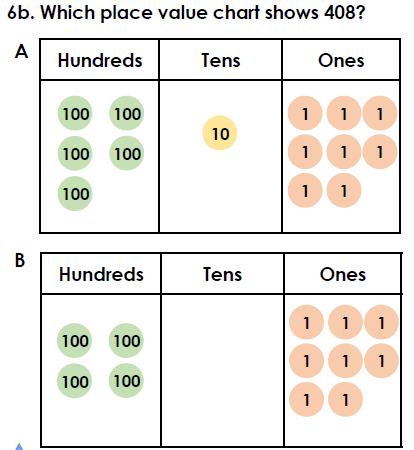 6b. Which place value chart shows 408?
A
Hundreds Tens Ones
100 100 1 1 1
10
100 100 1 1 1
100 1 1
B
Hundreds Tens Ones
1 1 1
100 100
1 1 1
100 100
1 1